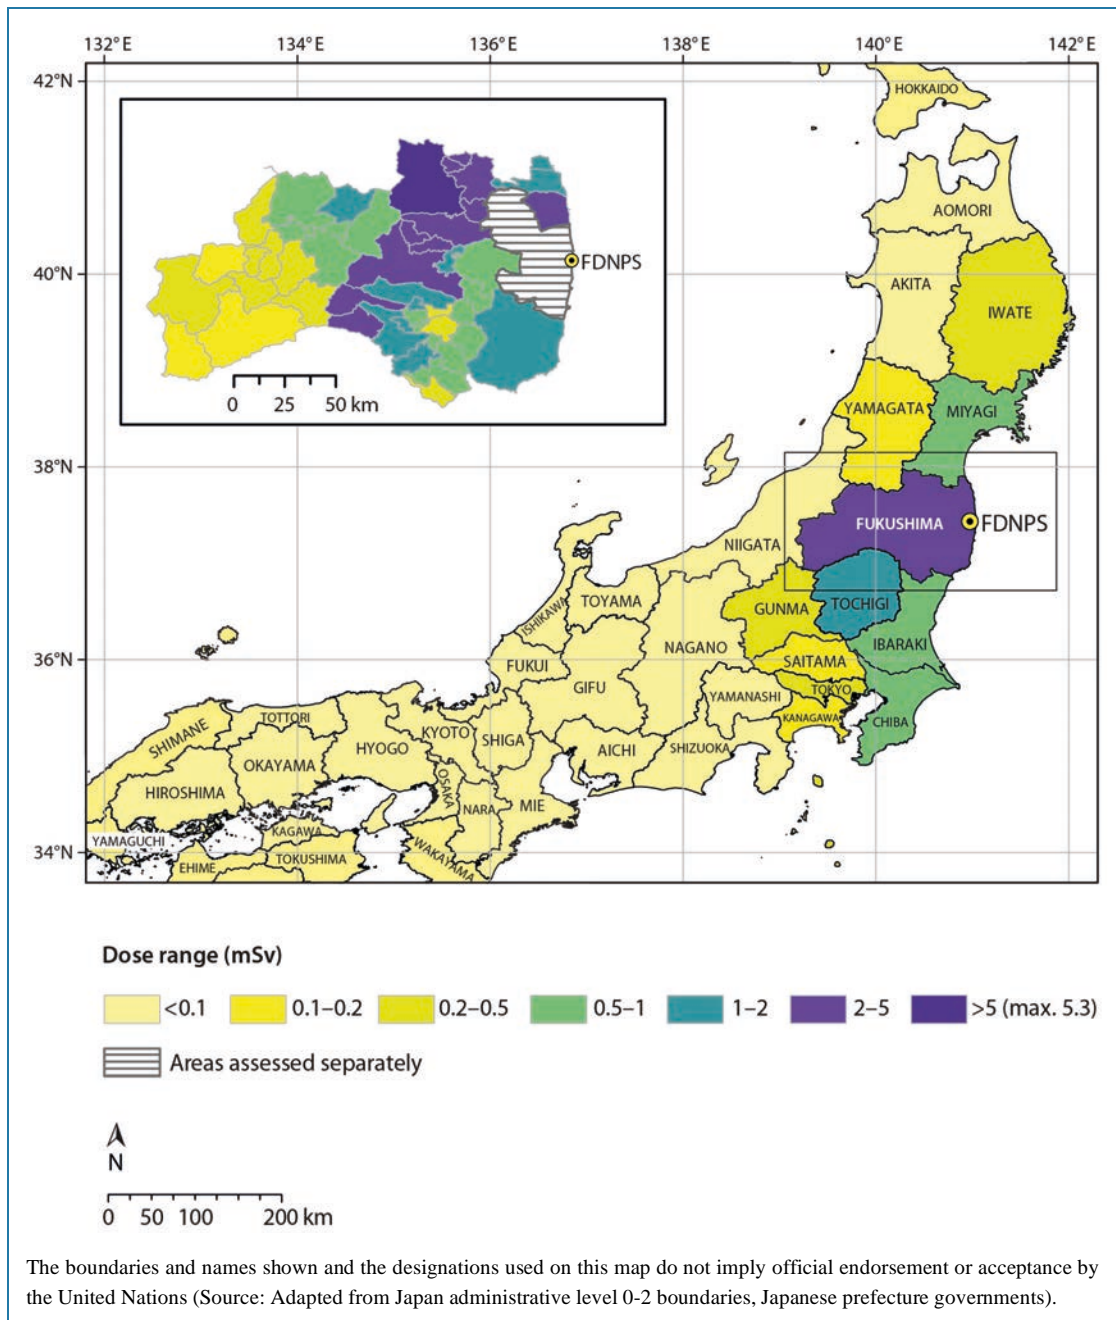 132° E 134° E 136° E 138° E 140° E 142° E
42°N
40°N
38°N
36°N
34°N
FDNPS
0 25 50 km
HOKKAIDO
AOMORI
AKITA
IWATE
YAMAGATA
MIYAGI
FUKUSHIMA
FDNPS
NIIGATA
TOCHIGI
GUNMA
IBARAKI
TOYAMA
ISHIKAWA
NAGANO
SAITAMA
FUKUI
GIFU
TOKYO
YAMANASHI
KANAGAWA
CHIBA
SHIMANE
TOTTORI
KYOTO
SHIGA
HYOGO
AICHI
SHIZUOKA
OKAYAMA
HIROSHIMA
OSAKA
NARA
MIE
YAMAGUCHI
KAGAWA
TOKUSHIMA
EHIME
WAKAYAMA
Dose range (mSv)
<0.1 0.1–0.2 0.2–0.5 0.5–1 1–2 2–5 >5 (max. 5.3)
Areas assessed separately
N
0 50 100 200 km
The boundaries and names shown and the designations used on this map do not imply official endorsement or acceptance by
the United Nations (Source: Adapted from Japan administrative level 0-2 boundaries, Japanese prefecture governments).